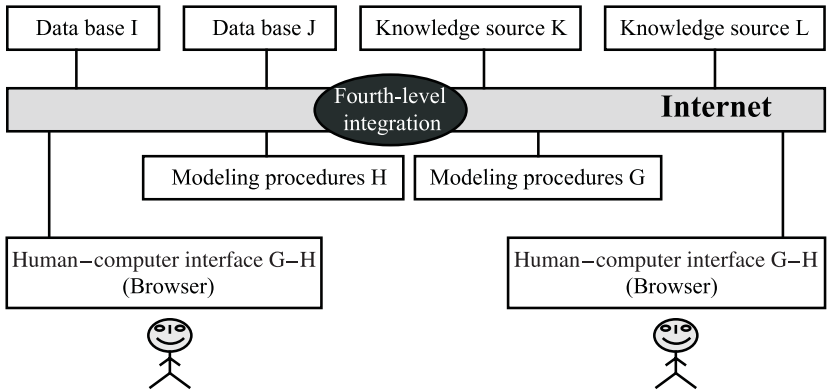 Data base I
Data base J
Knowledge source K
Knowledge source L
Fourth-level
integration
Internet
Modeling procedures H
Modeling procedures G
Human–computer interface G–H
(Browser)
Human–computer interface G–H
(Browser)